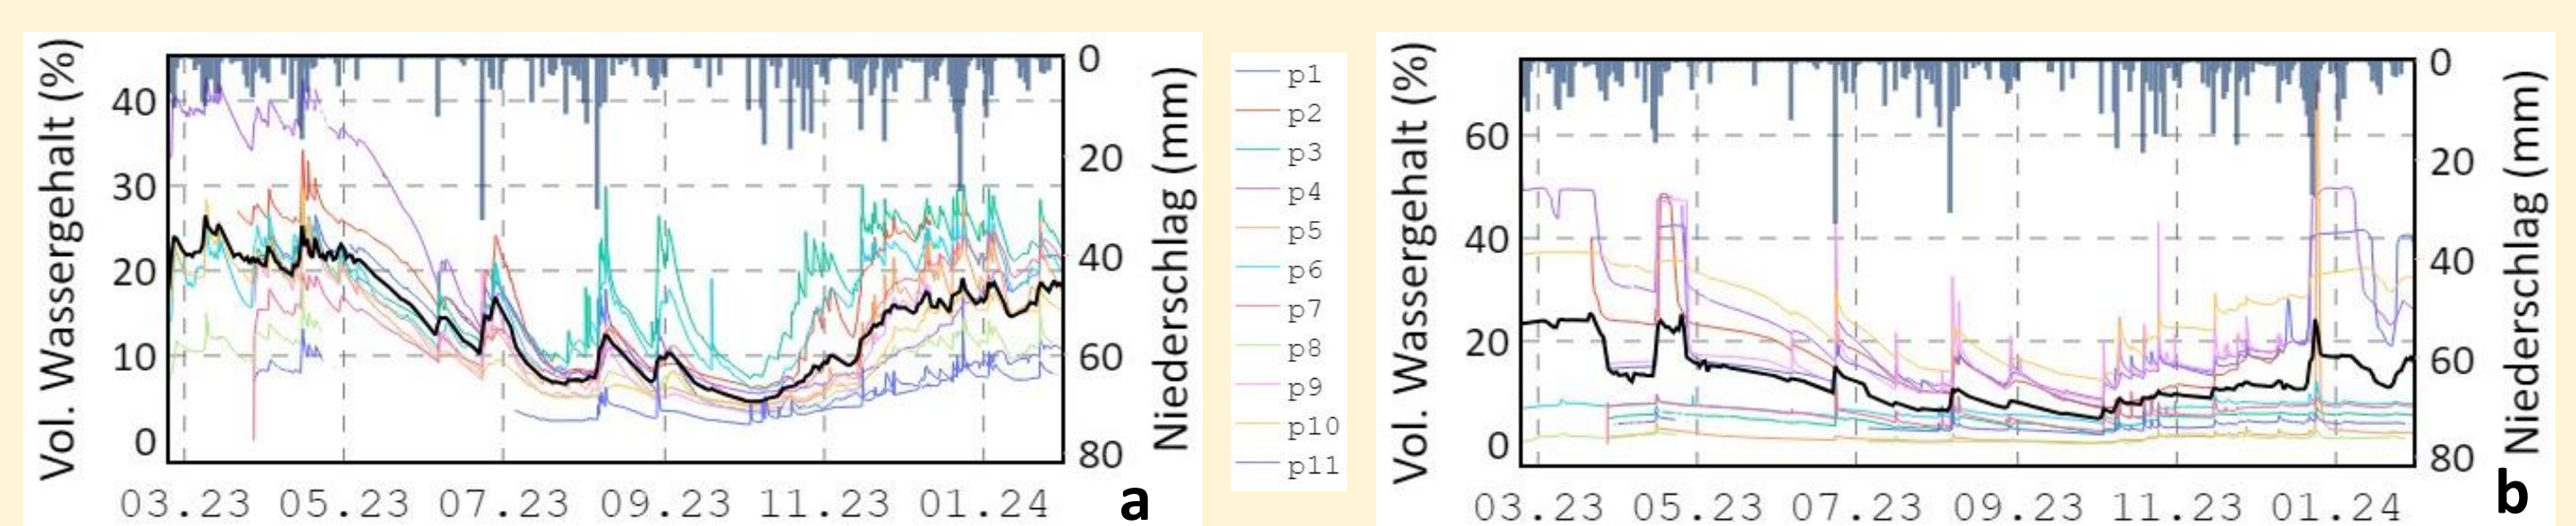 Vol. Wassergehalt (%)
40
30
20
10
0
0
20
40
60
80
Niederschlag (mm)
03.23 05.23 07.23 09.23 11.23 01.24
a
p1
p2
p3
p4
p5
p6
p7
p8
p9
p10
p11
Vol. Wassergehalt (%)
60
40
20
0
0
20
40
60
80
Niederschlag (mm)
03.23 05.23 07.23 09.23 11.23 01.24
b